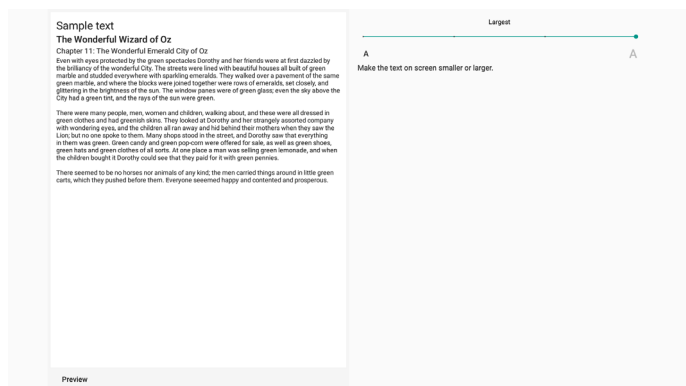 Sample text
The Wonderful Wizard of Oz
Chapter 11: The Wonderful Emerald City of Oz
Even with eyes protected by the green spectacles Dorothy and her friends were at first dazzled by
the brilliancy of the wonderful City. The streets were lined with beautiful houses all built of green
marble and studded everywhere with sparkling emeralds. They walked over a pavement of the same
green marble, and where the blocks were joined together were rows of emeralds, set closely, and
glittering in the brightness of the sun. The window panes were of green glass; even the sky above the
City had a green tint, and the rays of the sun were green.
There were many people, men, women and children, walking about, and these were all dressed in
green clothes and had greenish skins. They looked at Dorothy and her strangely assorted company
with wondering eyes, and the children all ran away and hid behind their mothers when they saw the
Lion; but no one spoke to them. Many shops stood in the street, and Dorothy saw that everything
in them was green. Green candy and green pop-corn were offered for sale, as well as green shoes,
green hats and green clothes of all sorts. At one place a man was selling green lemonade, and when
the children bought it Dorothy could see that they paid for it with green pennies.
There seemed to be no horses nor animals of any kind; the men carried things around in little green
carts, which they pushed before them. Everyone seeemed happy and contented and prosperous.
Preview
Largest
A
A
Make the text on screen smaller or larger.